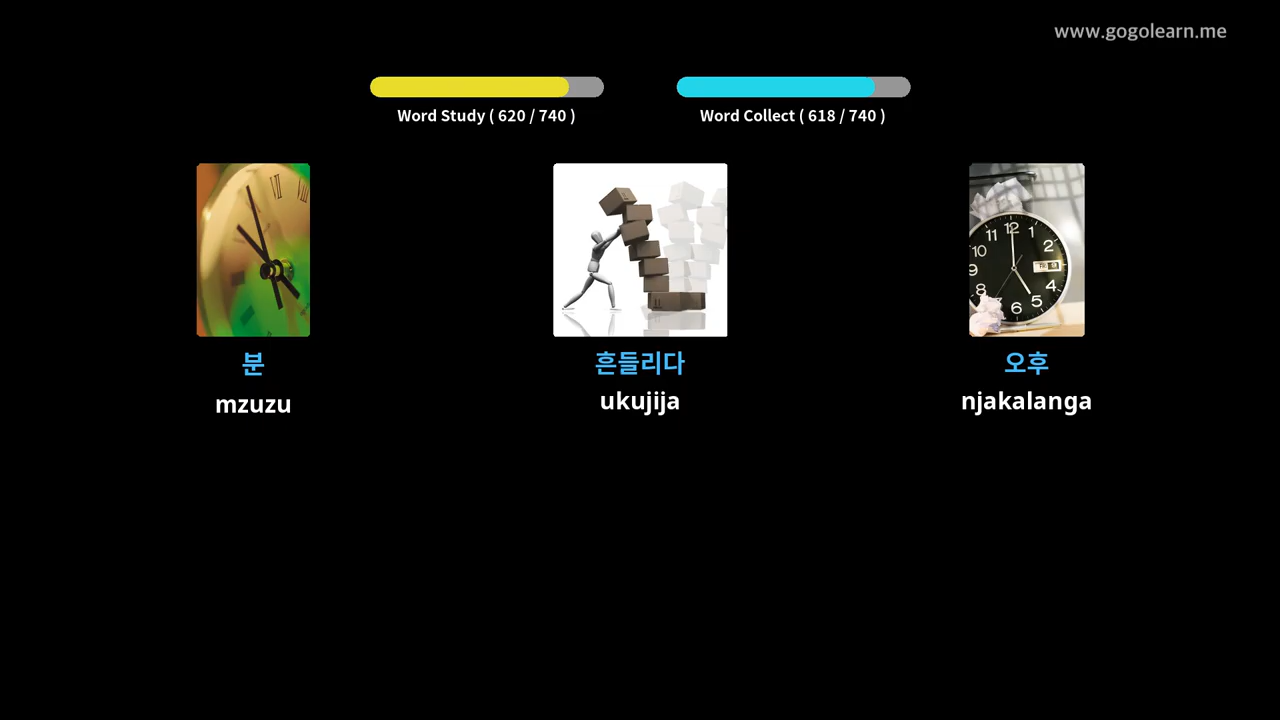 www.gogolearn.me
Word Study ( 620 / 740 )
Word Collect ( 618 / 740 )
분
mzuzu
흔들리다
ukujija
오후
njakalanga